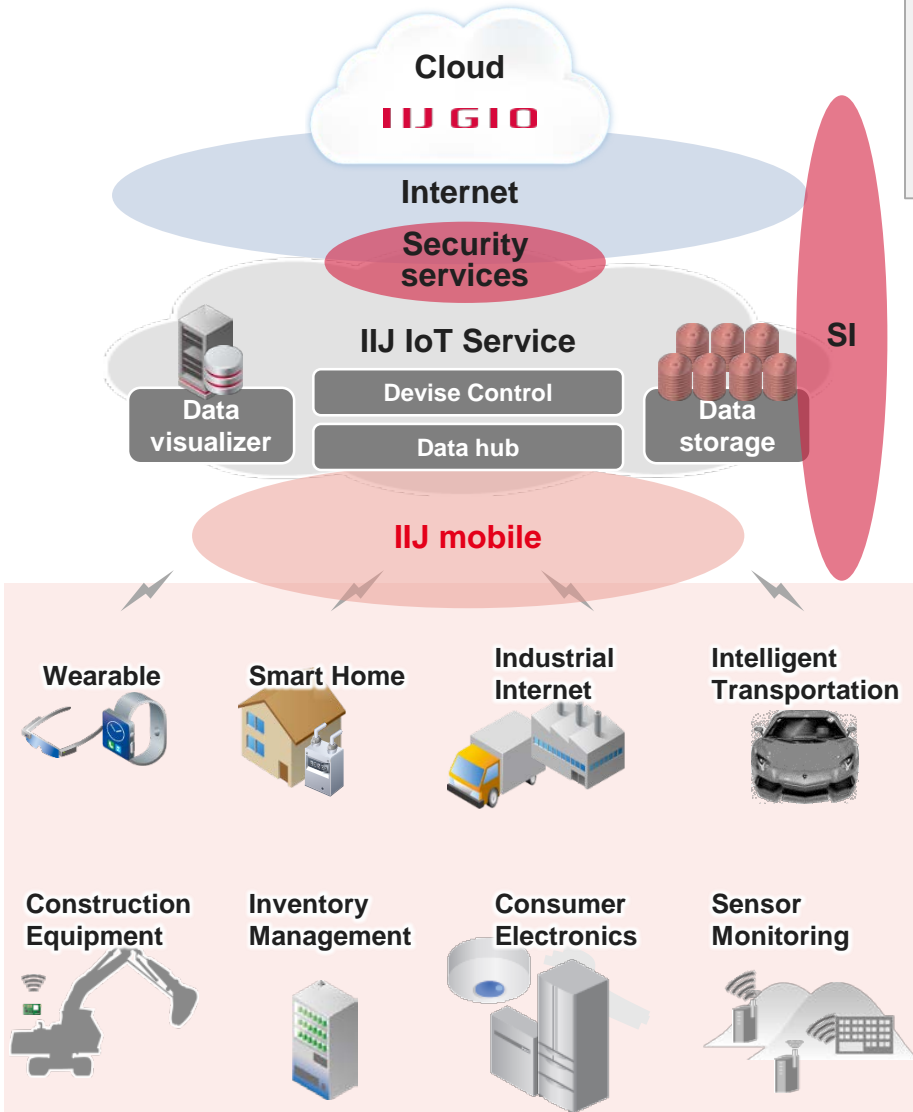 Cloud
IIJ GIO
Internet
Security
services
IIJ IoT Service
SI
Devise Control
Data
visualizer
Data hub
Data
storage
IIJ mobile
Wearable
Smart Home
Industrial
Internet
Intelligent
Transportation
Construction
Equipment
Inventory
Management
Consumer
Electronics
Sensor
Monitoring